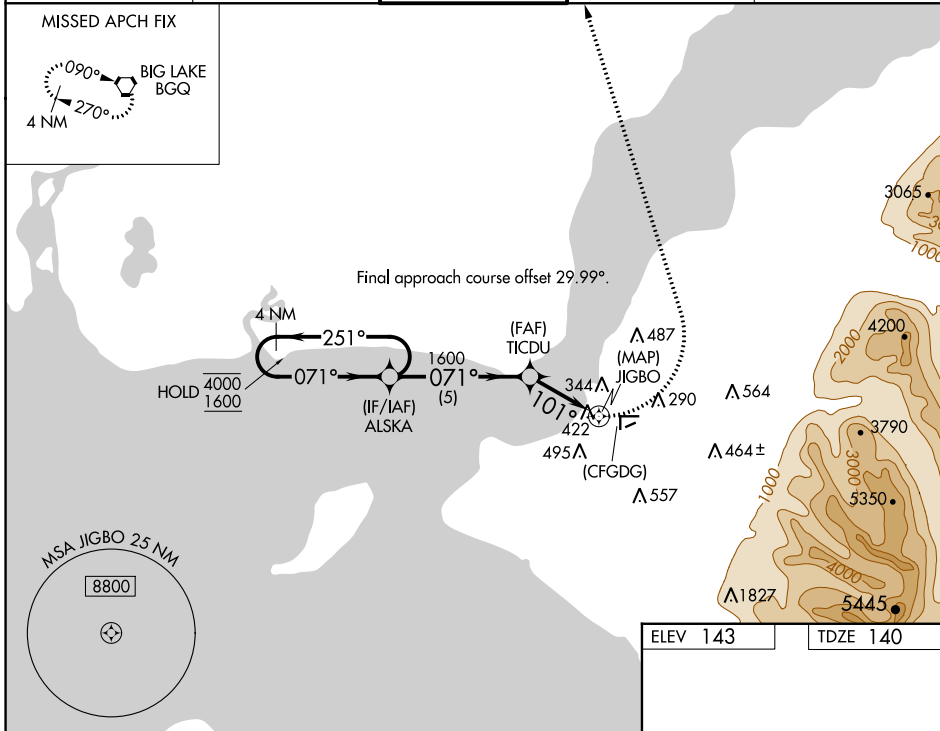 MISSED APCH FIX
090°
BIG LAKE
BGQ
270°
4 NM
3065
1000
Final approach course offset 29.99°.
4 NM
251°
(FAF)
TICDU
487
4200
2000
(MAP)
JIGBO
HOLD
4000
1600
071°
1600
071°
(5)
344
101°
290
564
(IF/IAF)
ALSKA
422
3790
495
(CFGDG)
464±
3000
1000
557
5350
MSA JIGBO 25 NM
8800
4000
1827
5445
ELEV 143
TDZE 140